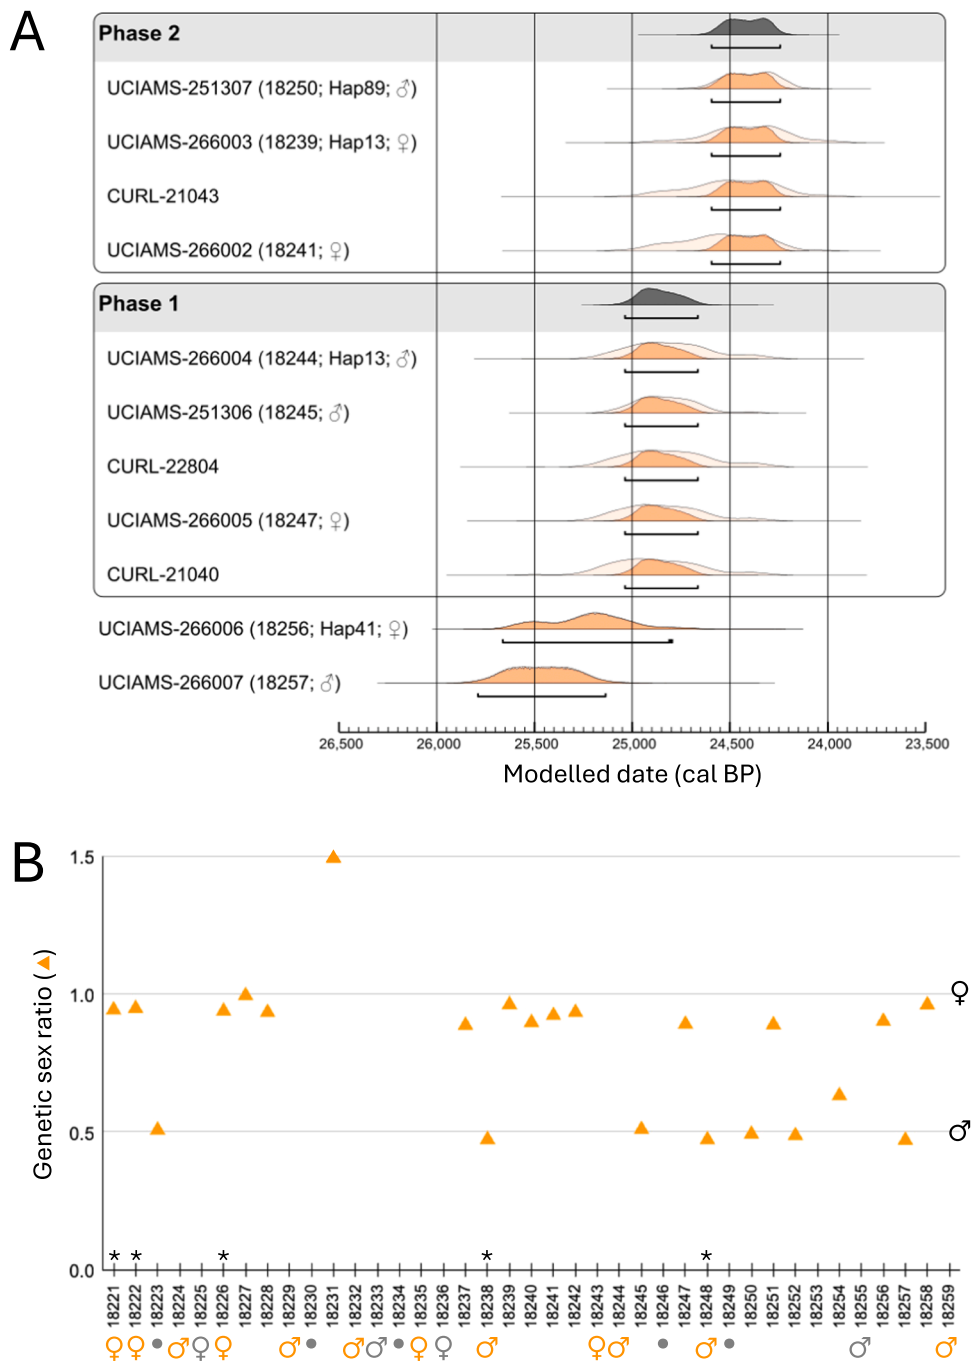 A
Phase 2
UCIAMS-251307 (18250; Hap89; ♂)
UCIAMS-266003 (18239; Hap13; ♀)
CURL-21043
UCIAMS-266002 (18241; ♀)
Phase 1
UCIAMS-266004 (18244; Hap13; ♂)
UCIAMS-251306 (18245; ♂)
CURL-22804
UCIAMS-266005 (18247; ♀)
CURL-21040
UCIAMS-266006 (18256; Hap41; ♀)
UCIAMS-266007 (18257; ♂)
26,500 26,000 25,500 25,000 24,500 24,000 23,500
Modelled date (cal BP)
B
1.5
1.0 ♀
Genetic sex ratio (▲)
0.5 ♂
* * * * *
0.0
18221 18222 18223 18224 18225 18226 18227 18228 18229 18230 18231 18232 18233 18234 18235 18236 18237 18238 18239 18240 18241 18242 18243 18244 18245 18246 18247 18248 18249 18250 18251 18252 18253 18254 18255 18256 18257 18258 18259
♀ ♀ ● ♂ ♀ ♀ ♂ ● ♂ ♂ ● ♀ ♀ ♂ ♀ ♂ ● ♂ ● ♂ ♂